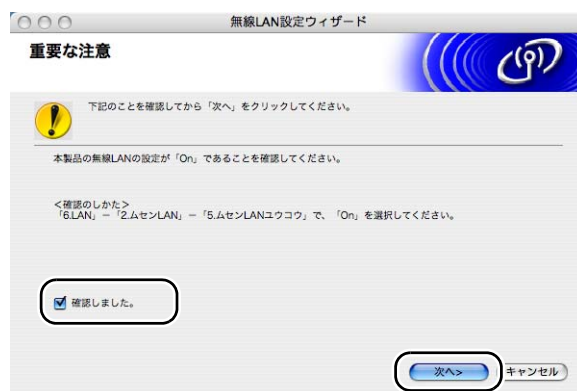 無線LAN設定ウィザード
重要な注意
下記のことを確認してから「次へ」をクリックしてください。
本製品の無線LANの設定が「On」であることを確認してください。
<確認のしかた>
「6.LAN」－「2.ムセンLAN」－「5.ムセンLANユウコウ」で、「On」を選択してください。
確認しました。
次へ>
キャンセル